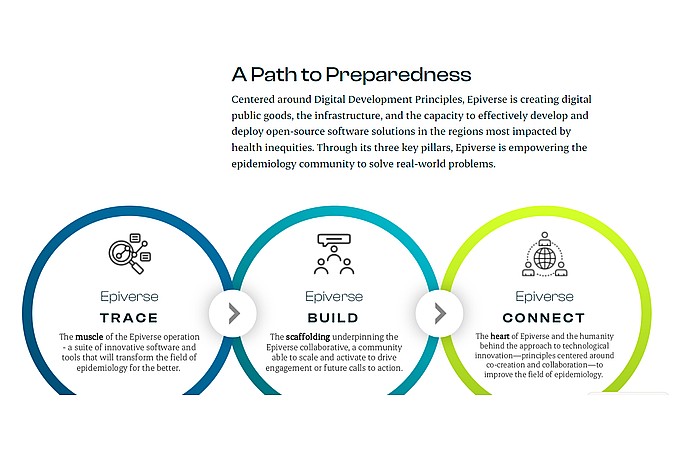 A Path to Preparedness
Centered around Digital Development Principles, Epiverse is creating digital
public goods, the infrastructure, and the capacity to effectively develop and
deploy open-source software solutions in the regions most impacted by
health inequities. Through its three key pillars, Epiverse is empowering the
epidemiology community to solve real-world problems.
Epiverse
TRACE
The muscle of the Epiverse operation
- a suite of innovative software and
tools that will transform the field of
epidemiology for the better.
Epiverse
BUILD
The scaffolding underpinning the
Epiverse collaborative, a community
able to scale and activate to drive
engagement or future calls to action.
Epiverse
CONNECT
The heart of Epiverse and the humanity
behind the approach to technological
innovation—principles centered around
co-creation and collaboration—to
improve the field of epidemiology.